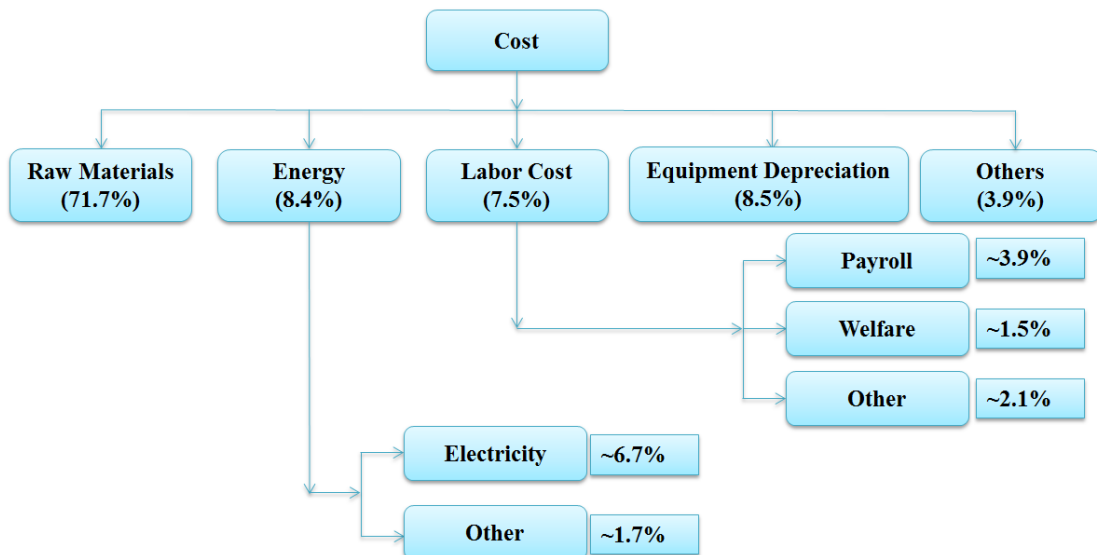 Cost
Raw Materials
(71.7%)
Energy
(8.4%)
Labor Cost
(7.5%)
Equipment Depreciation
(8.5%)
Others
(3.9%)
Payroll
~3.9%
Welfare
~1.5%
Other
~2.1%
Electricity
~6.7%
Other
~1.7%